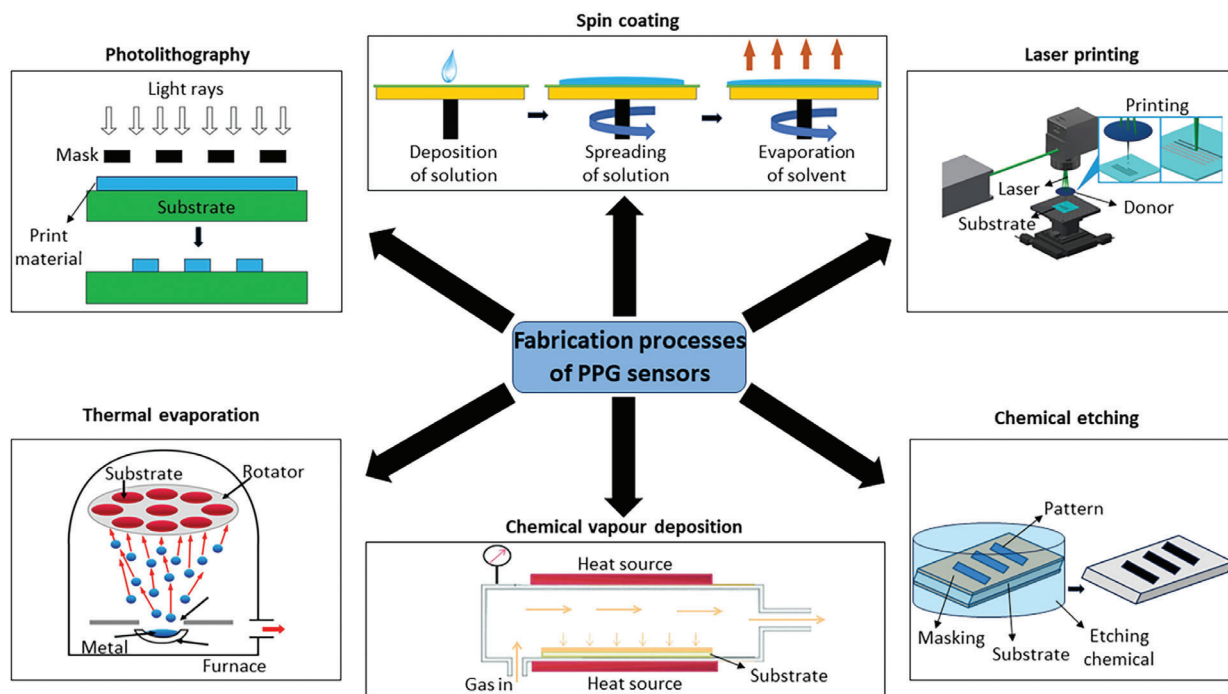 Spin coating
Photolithography
Laser printing
Light rays
Mask
Substrate
Print
material
Deposition
of solution
Spreading
of solution
Evaporation
of solvent
Printing
Laser
Substrate
Donor
Fabrication processes
of PPG sensors
Thermal evaporation
Substrate
Rotator
Metal
Furnace
Chemical vapour deposition
Heat source
Gas in
Heat source
Substrate
Chemical etching
Pattern
Masking
Substrate
Etching
chemical